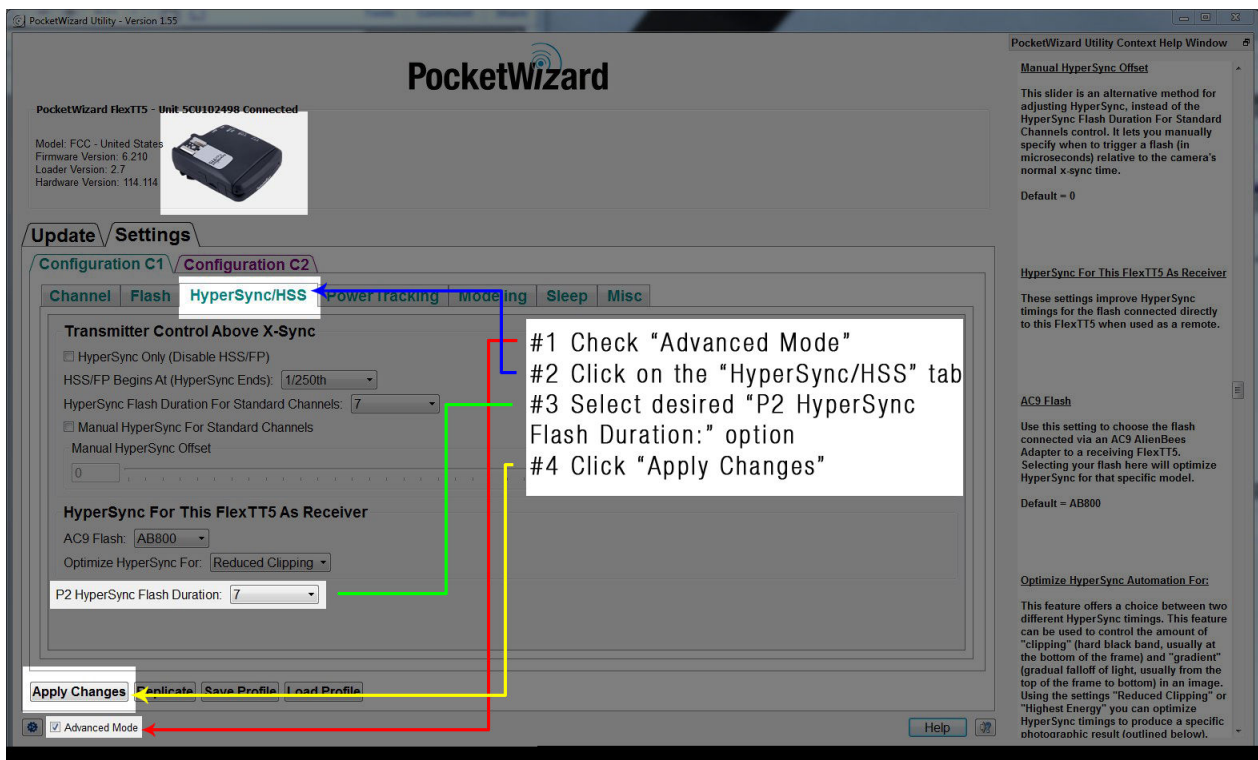 PocketWizard Utility - Version 1.55
PocketWizard
PocketWizard FlexTT5 - Unit 5CU102498 Connected
Model: FCC - United States
Firmware Version: 6.210
Loader Version: 2.7
Hardware Version: 114.114
Update Settings
Configuration C1 Configuration C2
Channel Flash HyperSync/HSS PowerTracking Modeling Sleep Misc
Transmitter Control Above X-Sync
HyperSync Only (Disable HSS/FP)
HSS/FP Begins At (HyperSync Ends): 1/250th
HyperSync Flash Duration For Standard Channels: 7
Manual HyperSync For Standard Channels
Manual HyperSync Offset
0
HyperSync For This FlexTT5 As Receiver
AC9 Flash: AB800
Optimize HyperSync For: Reduced Clipping
P2 HyperSync Flash Duration: 7
#1 Check “Advanced Mode”
#2 Click on the “HyperSync/HSS” tab
#3 Select desired “P2 HyperSync
Flash Duration:” option
#4 Click “Apply Changes”
Apply Changes Replicate Save Profile Load Profile
Advanced Mode
Help
PocketWizard Utility Context Help Window
Manual HyperSync Offset
This slider is an alternative method for
adjusting HyperSync, instead of the
HyperSync Flash Duration For Standard
Channels control. It lets you manually
specify when to trigger a flash (in
microseconds) relative to the camera's
normal x-sync time.
Default = 0
HyperSync For This FlexTT5 As Receiver
These settings improve HyperSync
timings for the flash connected directly
to this FlexTT5 when used as a remote.
AC9 Flash
Use this setting to choose the flash
connected via an AC9 AlienBees
Adapter to a receiving FlexTT5.
Selecting your flash here will optimize
HyperSync for that specific model.
Default = AB800
Optimize HyperSync Automation For:
This feature offers a choice between two
different HyperSync timings. This feature
can be used to control the amount of
"clipping" (hard black band, usually at
the bottom of the frame) and "gradient"
(gradual falloff of light, usually from the
top of the frame to bottom) in an image.
Using the settings "Reduced Clipping" or
"Highest Energy" you can optimize
HyperSync timings to produce a specific
photographic result (outlined below).